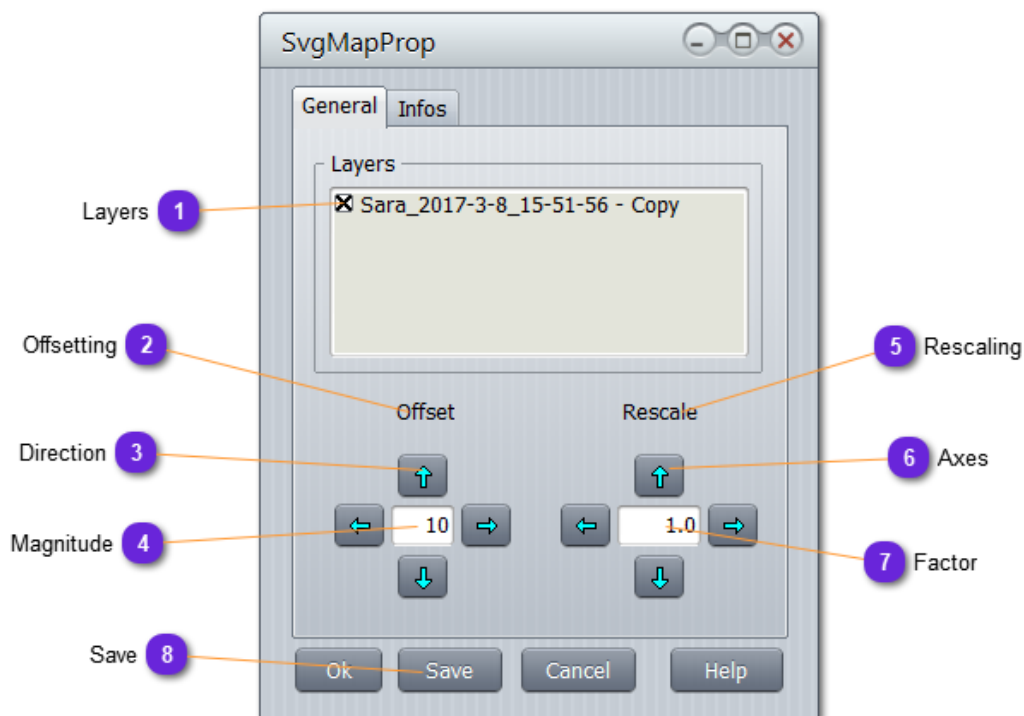 SvgMapProp
General Infos
Layers
Sara_2017-3-8_15-51-56 - Copy
Layers 1
Offsetting 2
5 Rescaling
Offset Rescale
Direction 3
6 Axes
Magnitude 4
10 1.0
7 Factor
Save 8
Ok Save Cancel Help